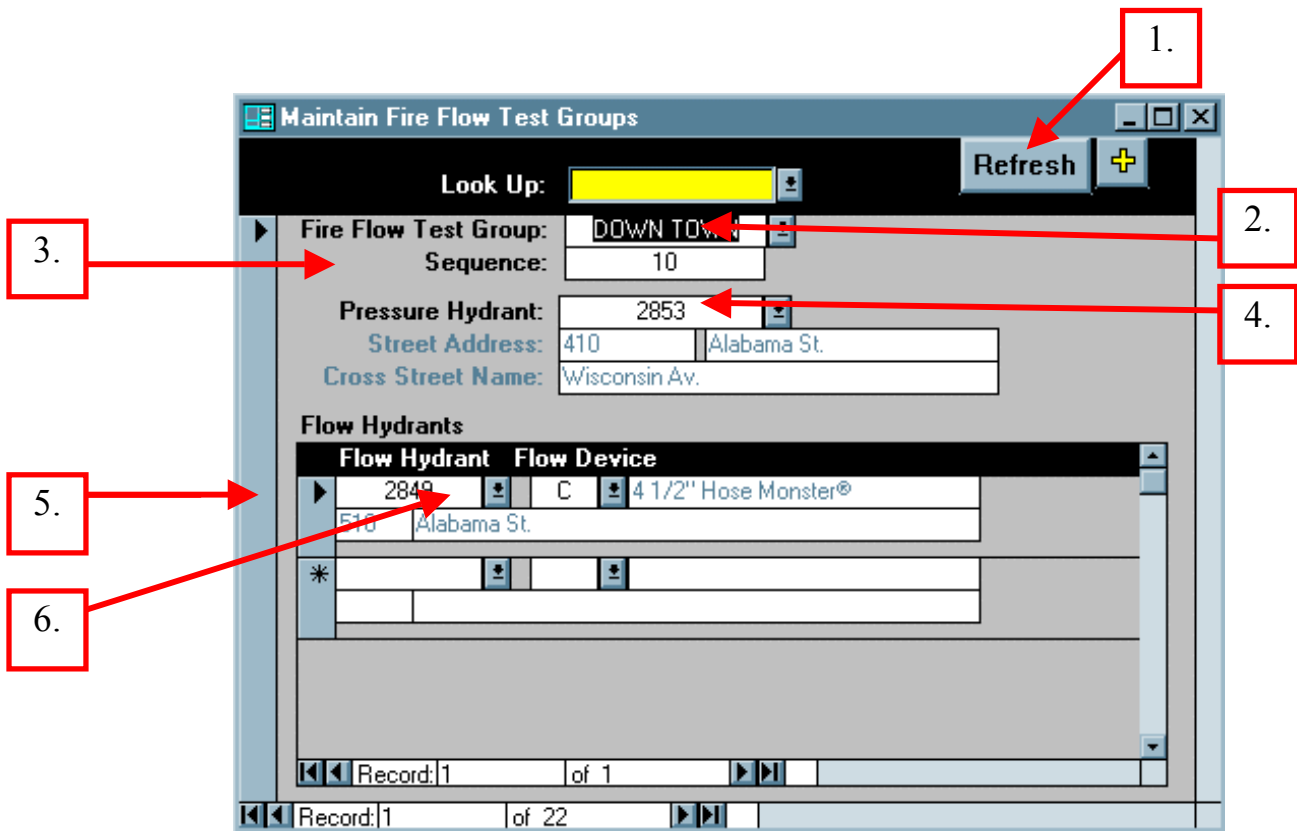 1.
Maintain Fire Flow Test Groups
Refresh
Look Up:
2.
3.
Fire Flow Test Group: DOWN TOWN
Sequence: 10
4.
Pressure Hydrant: 2853
Street Address: 410 Alabama St.
Cross Street Name: Wisconsin Av.
Flow Hydrants
Flow Hydrant Flow Device
5.
2849 C 4 1/2" Hose Monster®
510 Alabama St.
*
6.
Record: 1 of 1
Record: 1 of 22